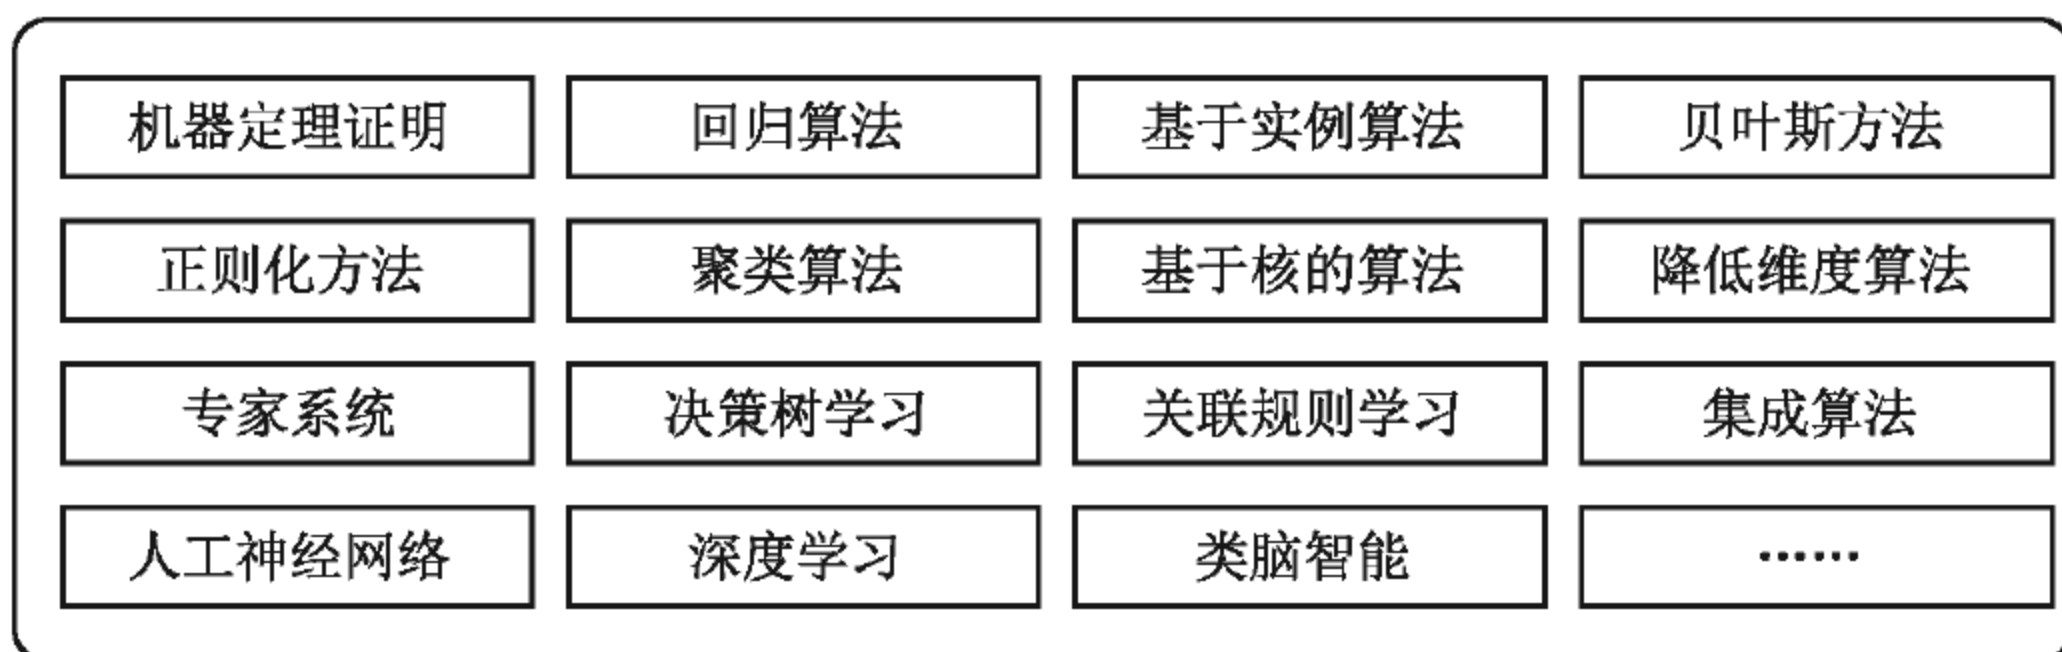 机器定理证明 回归算法 基于实例算法 贝叶斯方法
正则化方法 聚类算法 基于核的算法 降低维度算法
专家系统 决策树学习 关联规则学习 集成算法
人工神经网络 深度学习 类脑智能 ……